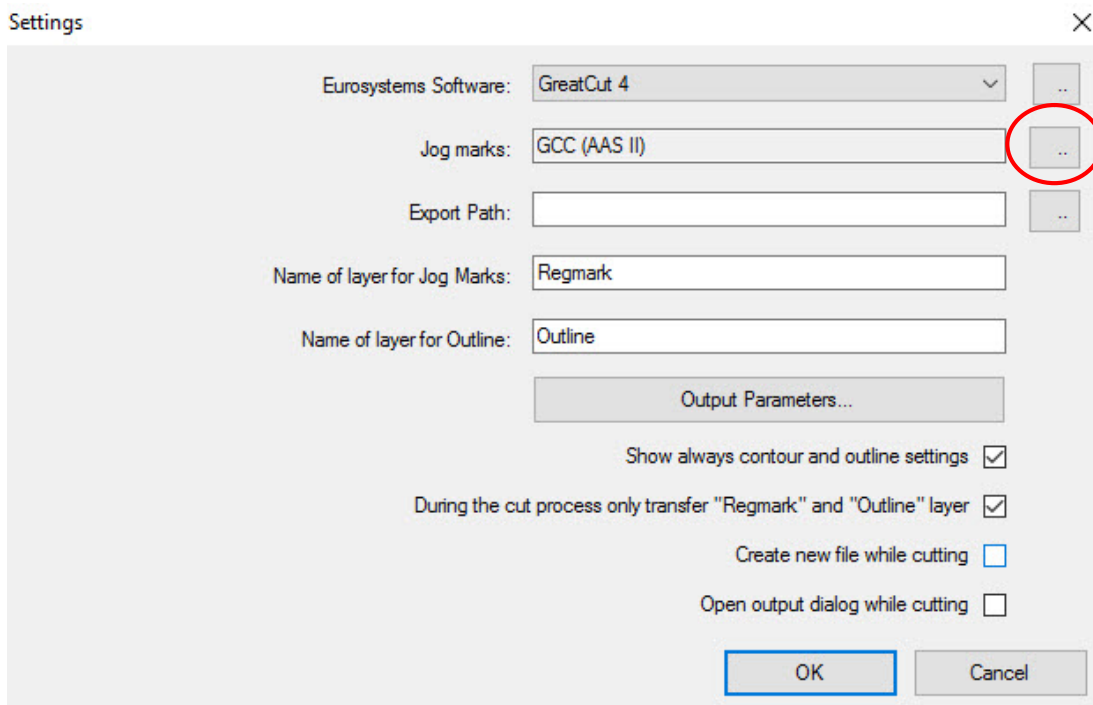 Settings
Eurosystems Software: GreatCut 4 ..
Jog marks: GCC (AAS II) ..
Export Path: ..
Name of layer for Jog Marks: Regmark
Name of layer for Outline: Outline
Output Parameters...
Show always contour and outline settings
During the cut process only transfer "Regmark" and "Outline" layer
Create new file while cutting
Open output dialog while cutting
OK Cancel